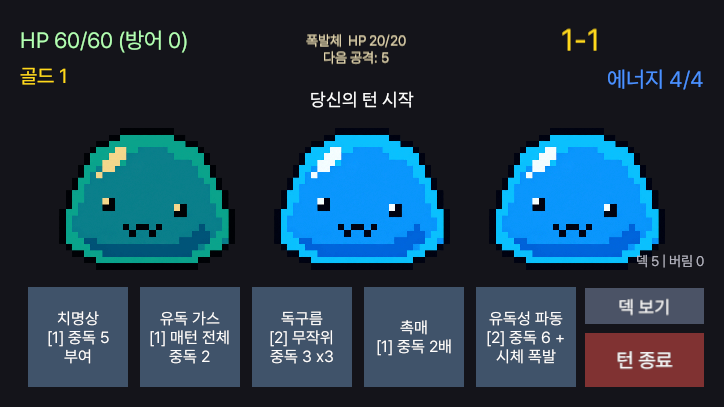 HP 60/60 (방어 0)
골드 1
폭발체 HP 20/20
다음 공격: 5
1-1
에너지 4/4
당신의 턴 시작
덱 5 | 버림 0
치명상
[1] 중독 5
부여
유독 가스
[1] 매턴 전체
중독 2
독구름
[2] 무작위
중독 3 x3
촉매
[1] 중독 2배
유독성 파동
[2] 중독 6 +
시체 폭발
덱 보기
턴 종료